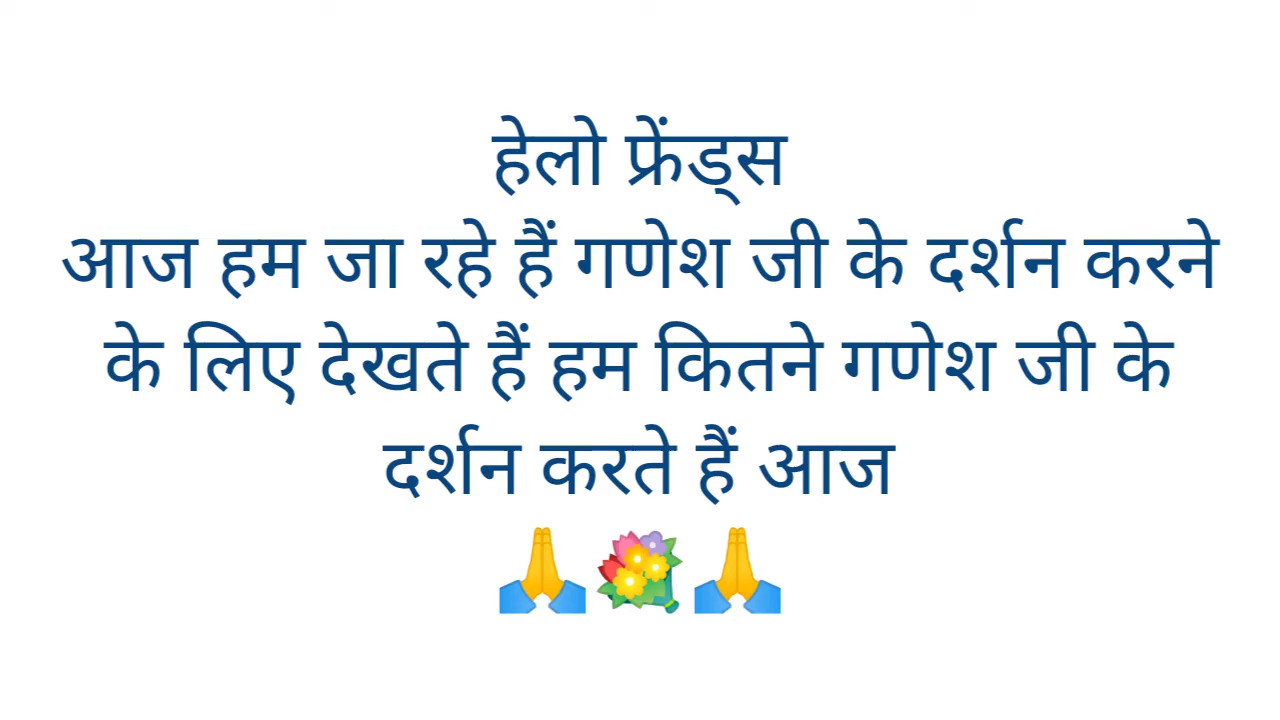 हेलो फ्रेंड्स
आज हम जा रहे हैं गणेश जी के दर्शन करने
के लिए देखते हैं हम कितने गणेश जी के
दर्शन करते हैं आज
🙏💐🙏